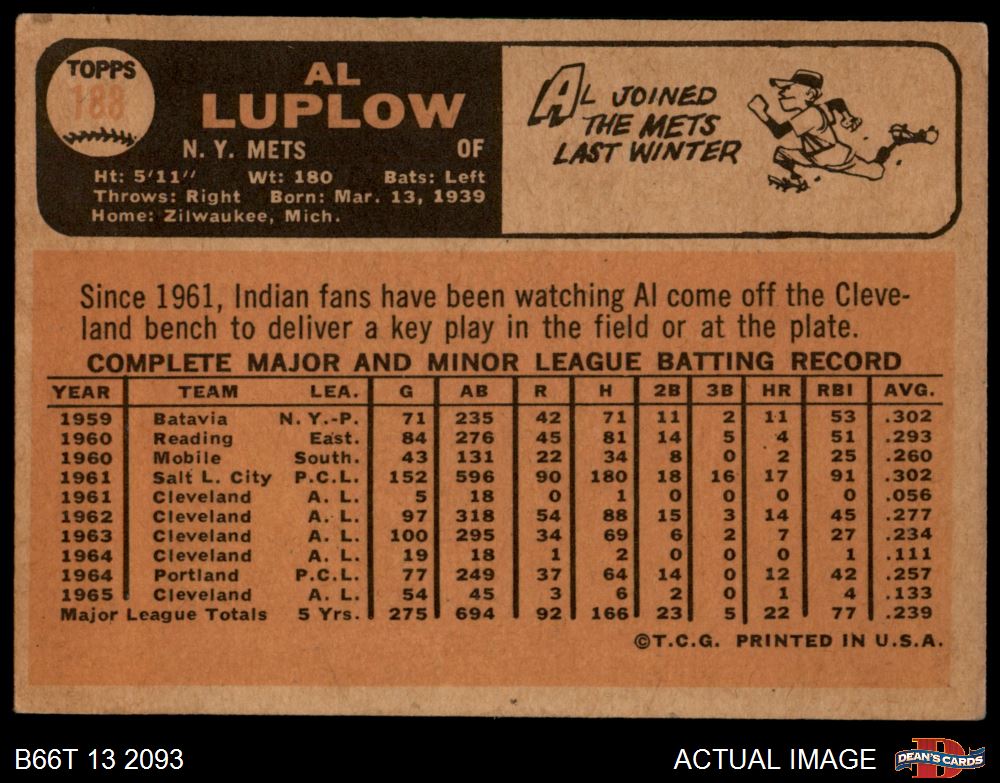 TOPPS
188
AL
LUPLOW
N. Y. METS OF
Ht: 5'11" Wt: 180 Bats: Left
Throws: Right Born: Mar. 13, 1939
Home: Zilwaukee, Mich.
AL JOINED
THE METS
LAST WINTER
Since 1961, Indian fans have been watching Al come off the Cleve-
land bench to deliver a key play in the field or at the plate.
COMPLETE MAJOR AND MINOR LEAGUE BATTING RECORD
YEAR TEAM LEA. G AB R H 2B 3B HR RBI AVG.
1959 Batavia N. Y.-P. 71 235 42 71 11 2 11 53 .302
1960 Reading East. 84 276 45 81 14 5 4 51 .293
1960 Mobile South. 43 131 22 34 8 0 2 25 .260
1961 Salt L. City P.C.L. 152 596 90 180 18 16 17 91 .302
1961 Cleveland A. L. 5 18 0 1 0 0 0 0 .056
1962 Cleveland A. L. 97 318 54 88 15 3 14 45 .277
1963 Cleveland A. L. 100 295 34 69 6 2 7 27 .234
1964 Cleveland A. L. 19 18 1 2 0 0 0 1 .111
1964 Portland P.C.L. 77 249 37 64 14 0 12 42 .257
1965 Cleveland A. L. 54 45 3 6 2 0 1 4 .133
Major League Totals 5 Yrs. 275 694 92 166 23 5 22 77 .239
©T.C.G. PRINTED IN U.S.A.
B66T 13 2093
ACTUAL IMAGE
D
DEAN'S CARDS